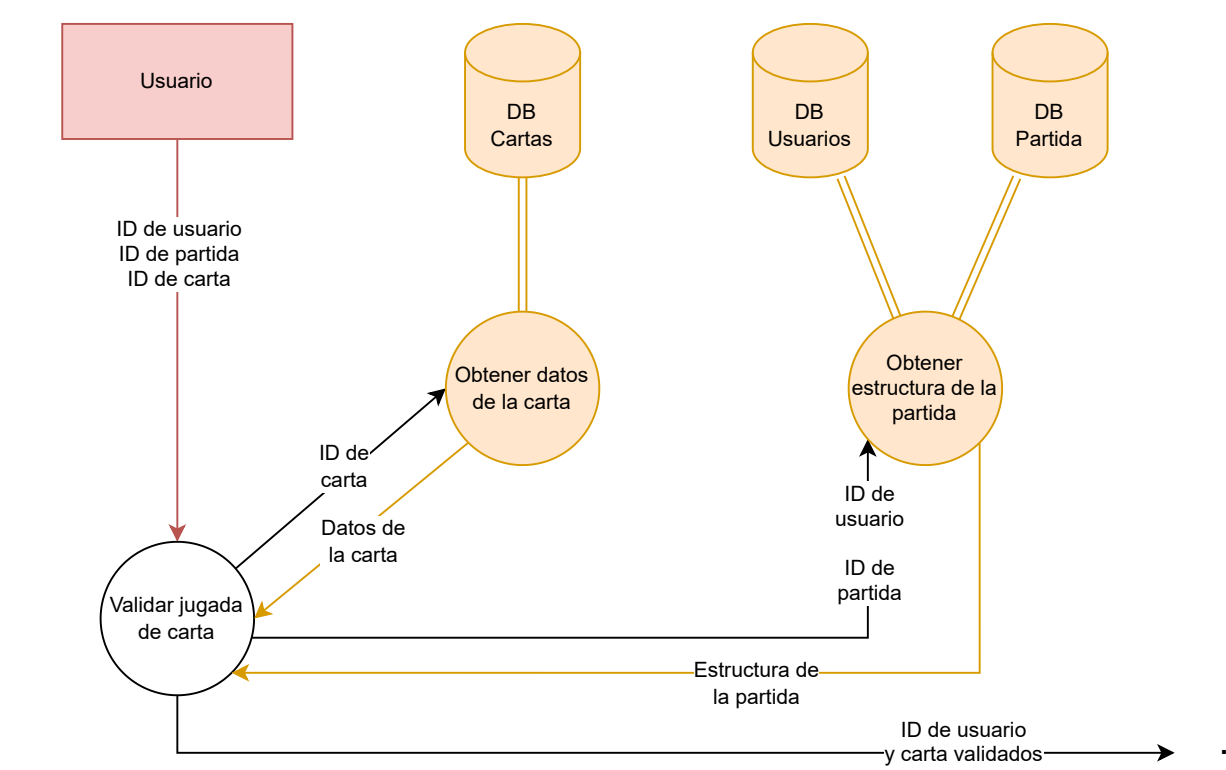 Usuario
DB
Cartas
DB
Usuarios
DB
Partida
ID de usuario
ID de partida
ID de carta
Obtener datos
de la carta
Obtener
estructura de la
partida
ID de
carta
Datos de
la carta
ID de
usuario
ID de
partida
Validar jugada
de carta
Estructura de
la partida
ID de usuario
y carta validados